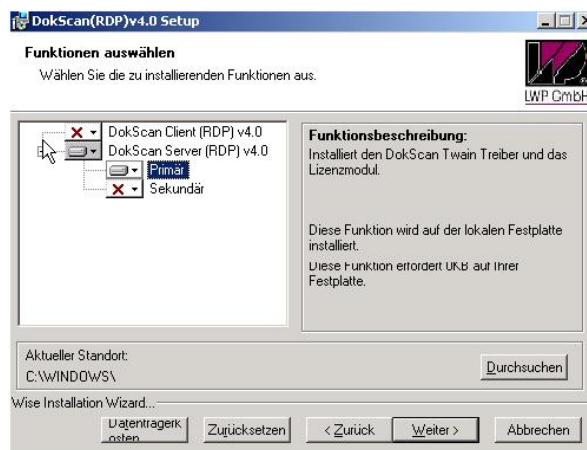 DokScan(RDP)v4.0 Setup
Funktionen auswählen
Wählen Sie die zu installierenden Funktionen aus.
LWP GmbH
DokScan Client (RDP) v4.0
DokScan Server (RDP) v4.0
Primär
Sekundär
Funktionsbeschreibung:
Installiert den DokScan Twain Treiber und das
Lizenzmodul.
Diese Funktion wird auf der lokalen Festplatte
installiert.
Diese Funktion erfordert 0KB auf Ihrer
Festplatte.
Aktueller Standort:
C:\WINDOWS\
Durchsuchen
Wise Installation Wizard...
Datenträgerk
osten
Zurücksetzen
< Zurück
Weiter >
Abbrechen